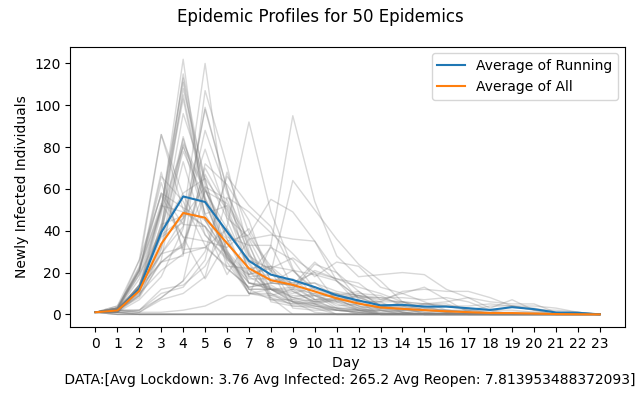 Epidemic Profiles for 50 Epidemics
Newly Infected Individuals
120
100
80
60
40
20
0
Average of Running
Average of All
0 1 2 3 4 5 6 7 8 9 10 11 12 13 14 15 16 17 18 19 20 21 22 23
Day
DATA:[Avg Lockdown: 3.76 Avg Infected: 265.2 Avg Reopen: 7.813953488372093]